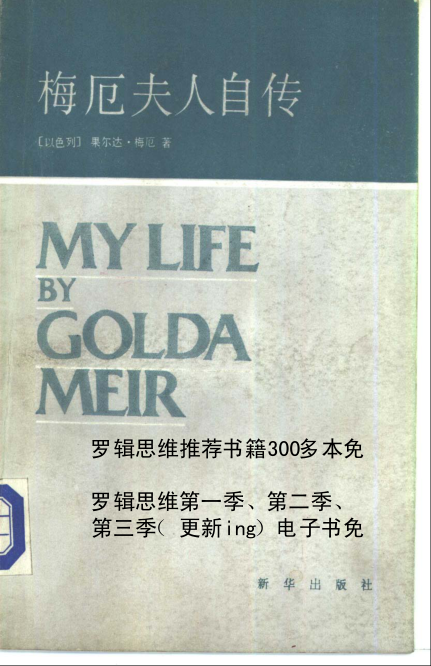 梅厄夫人自传
〔以色列〕 果尔达·梅厄 著
MY LIFE
BY
GOLDA
MEIR
罗辑思维推荐书籍300多本免
罗辑思维第一季、第二季、
第三季（更新ing）电子书免
新华出版社